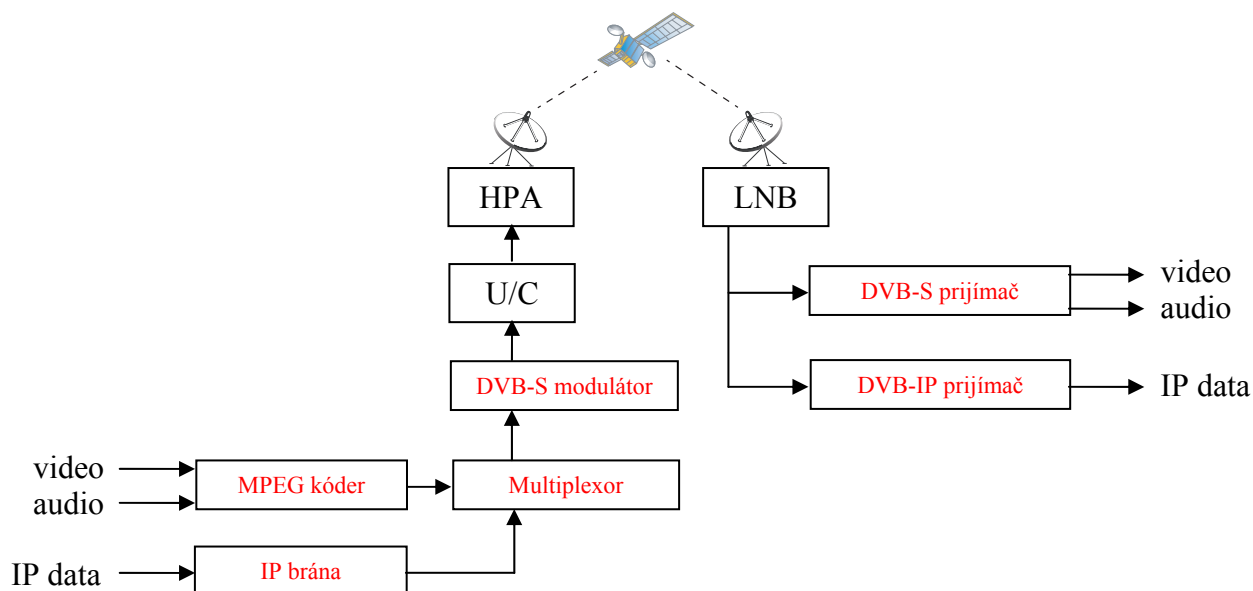 HPA
LNB
U/C
DVB-S prijímač
video
audio
DVB-S modulátor
DVB-IP prijímač
IP data
video
audio
MPEG kóder
Multiplexor
IP data
IP brána